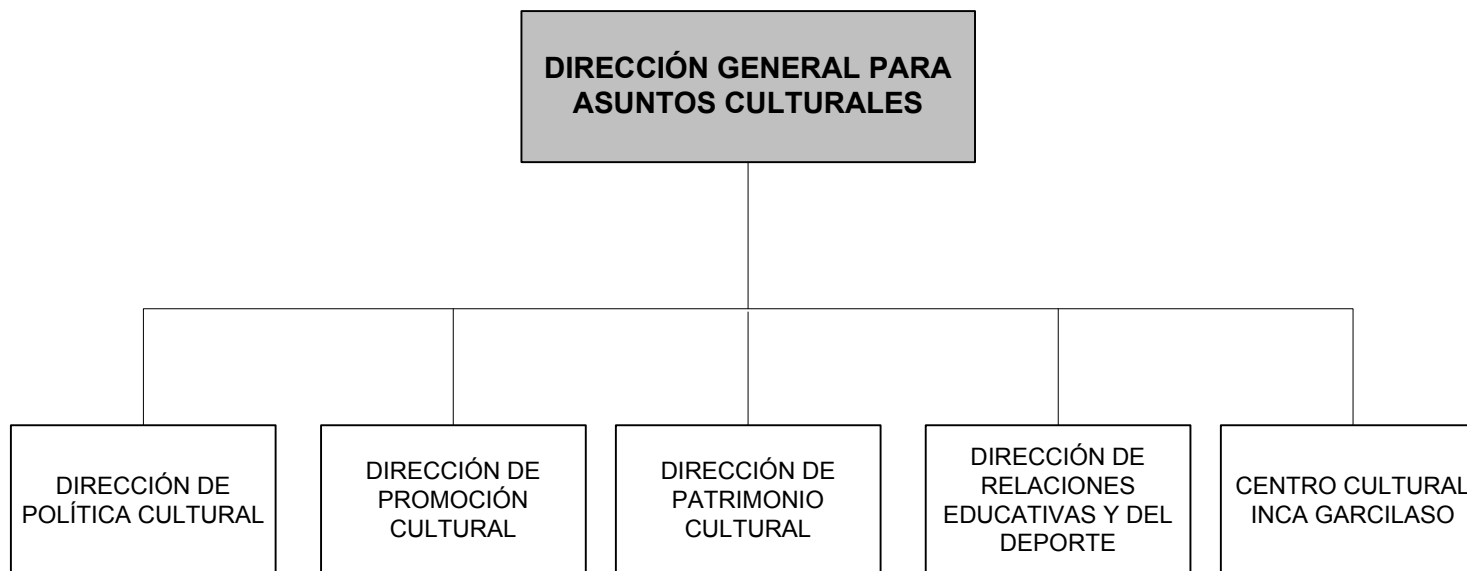 DIRECCIÓN GENERAL PARA
ASUNTOS CULTURALES
DIRECCIÓN DE
POLÍTICA CULTURAL
DIRECCIÓN DE
PROMOCIÓN
CULTURAL
DIRECCIÓN DE
PATRIMONIO
CULTURAL
DIRECCIÓN DE
RELACIONES
EDUCATIVAS Y DEL
DEPORTE
CENTRO CULTURAL
INCA GARCILASO